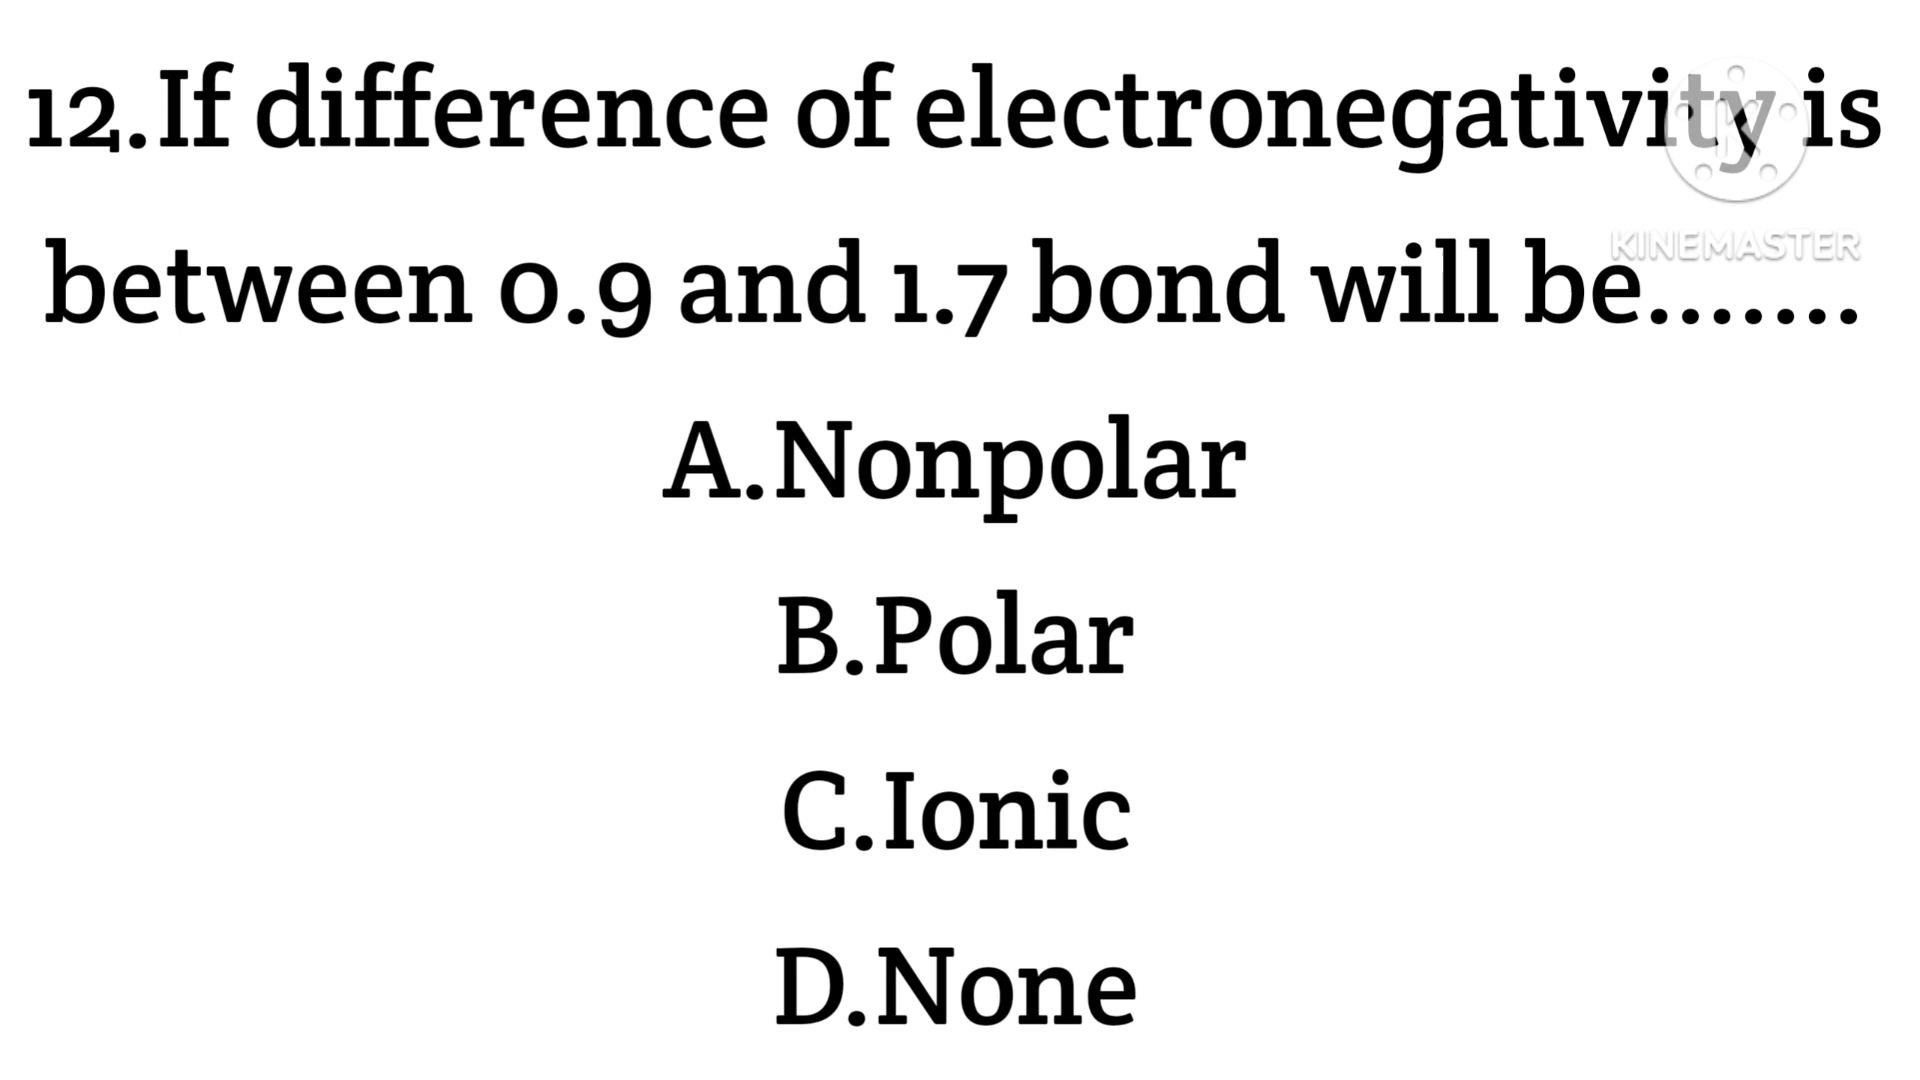 12.If difference of electronegativity is
between 0.9 and 1.7 bond will be.......
A.Nonpolar
B.Polar
C.Ionic
D.None
KINEMASTER